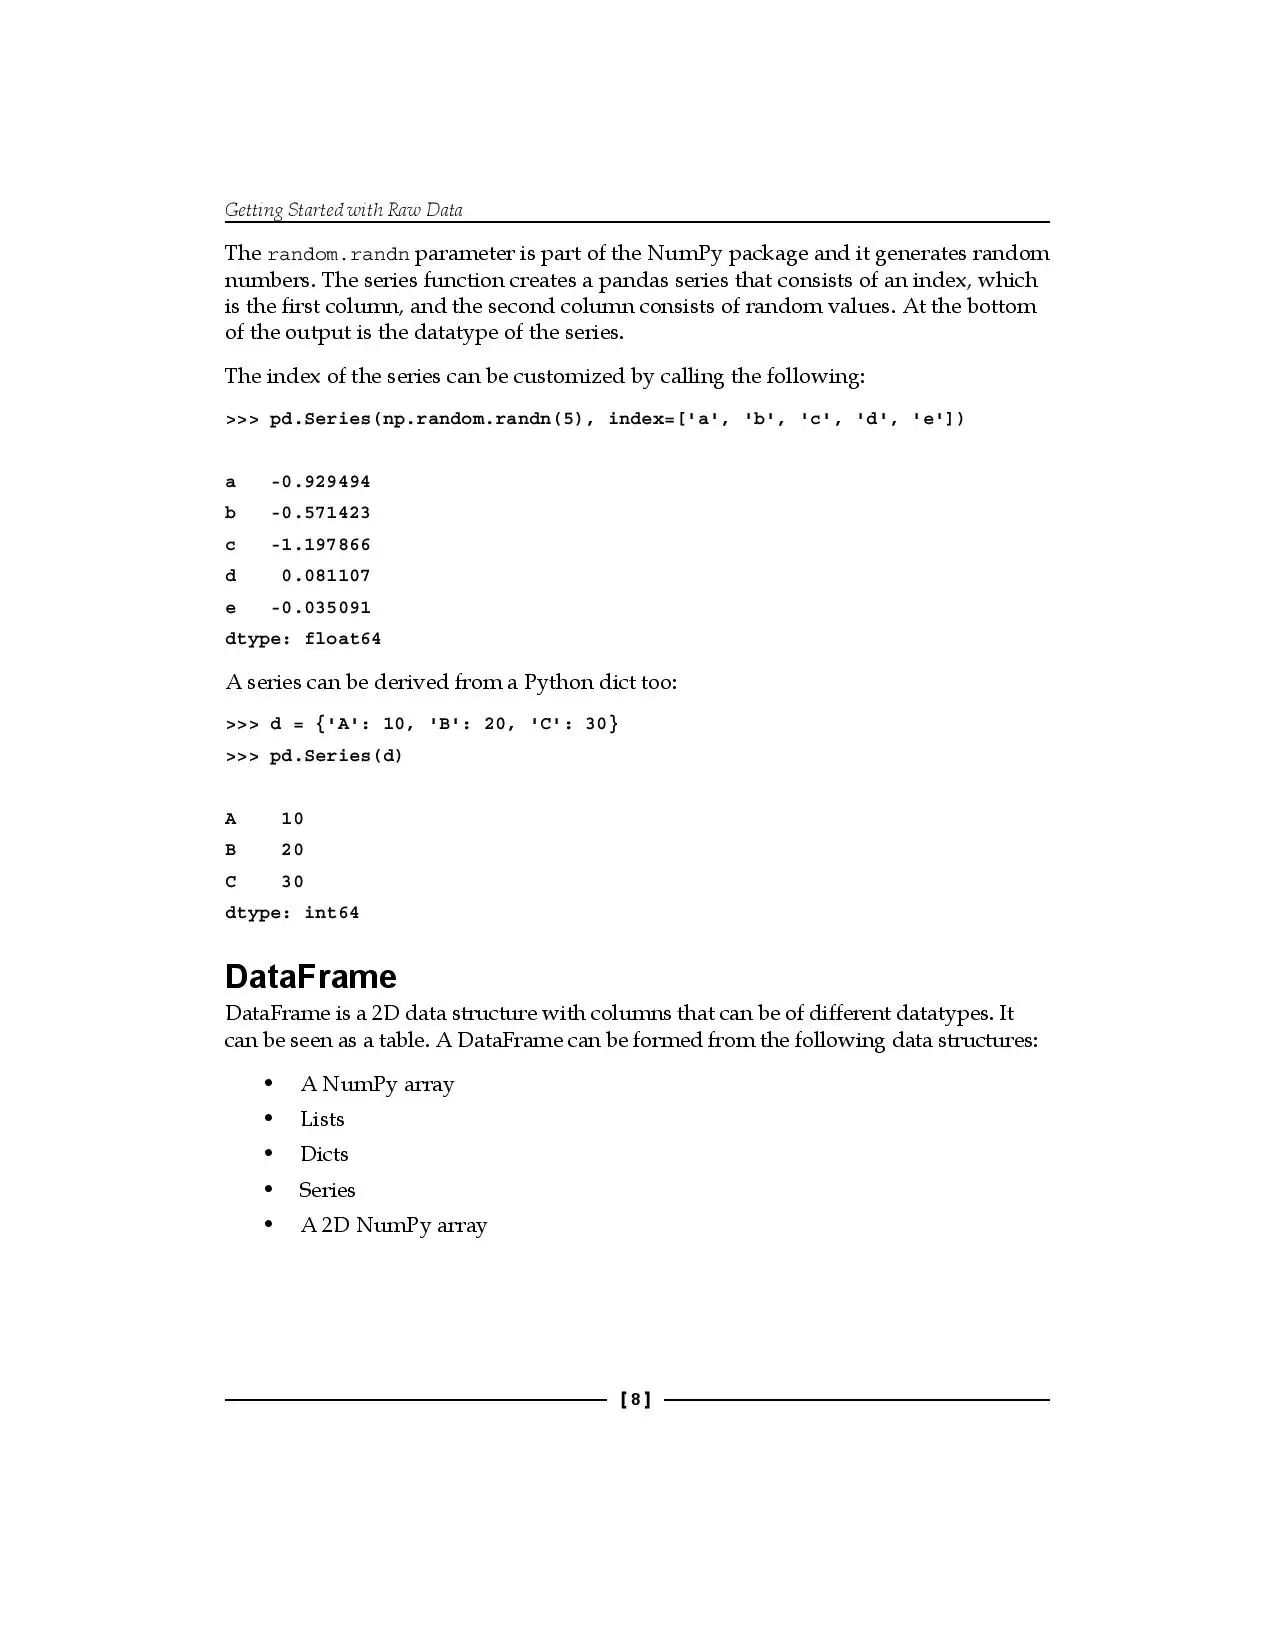 Getting Started with Raw Data
The random.randn parameter is part of the NumPy package and it generates random
numbers. The series function creates a pandas series that consists of an index, which
is the first column, and the second column consists of random values. At the bottom
of the output is the datatype of the series.
The index of the series can be customized by calling the following:
>>> pd.Series(np.random.randn(5), index=['a', 'b', 'c', 'd', 'e'])
a   -0.929494
b   -0.571423
c   -1.197866
d    0.081107
e   -0.035091
dtype: float64
A series can be derived from a Python dict too:
>>> d = {'A': 10, 'B': 20, 'C': 30}
>>> pd.Series(d)
A    10
B    20
C    30
dtype: int64
DataFrame
DataFrame is a 2D data structure with columns that can be of different datatypes. It
can be seen as a table. A DataFrame can be formed from the following data structures:
• A NumPy array
• Lists
• Dicts
• Series
• A 2D NumPy array
[8]